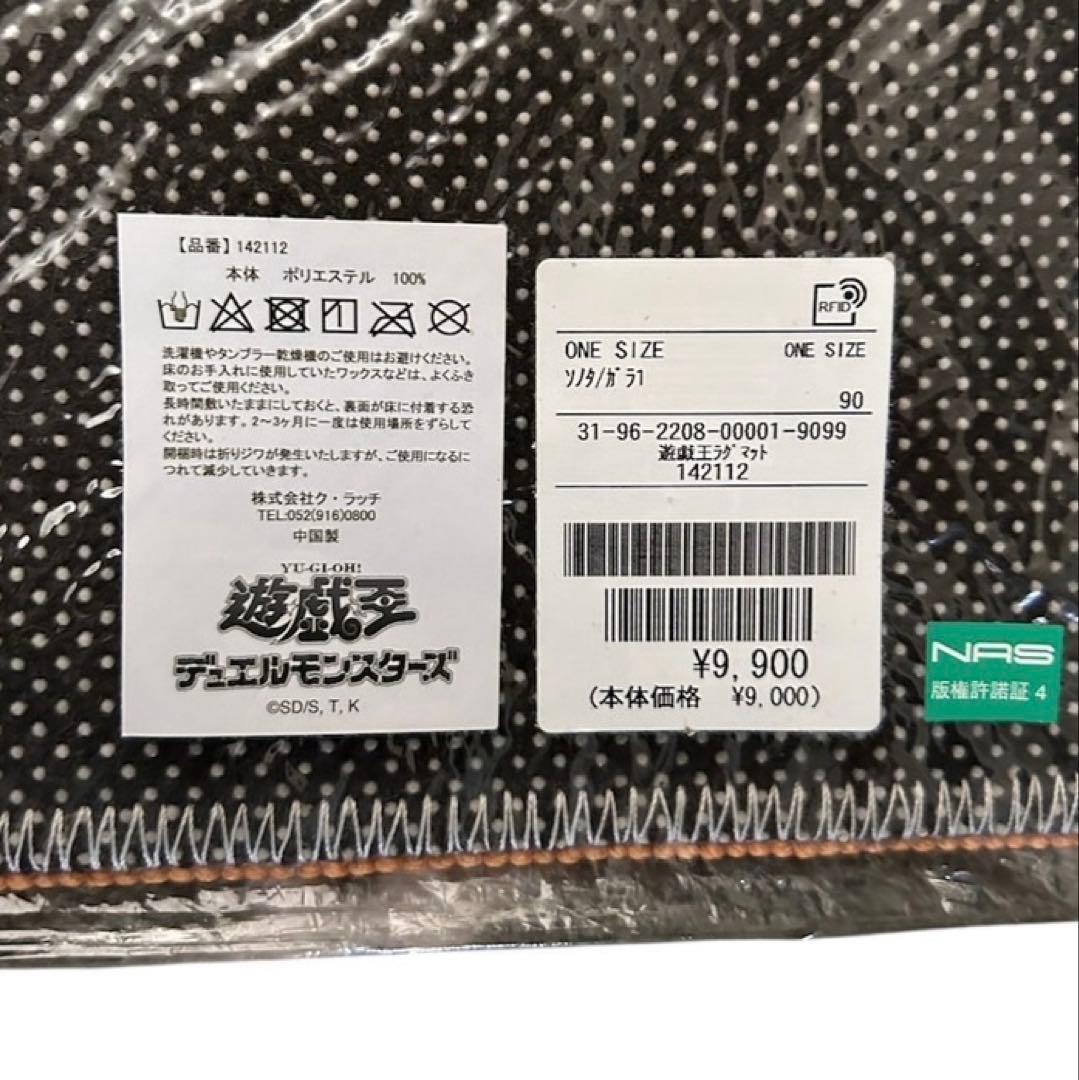 【品番】142112
本体 ポリエステル 100%
洗濯機やタンブラー乾燥機のご使用はお避けください。
床のお手入れに使用していたワックスなどは、よくふき
取ってご使用ください。
長時間敷いたままにしておくと、裏面が床に付着する恐
れがあります。2〜3ヶ月に一度は使用場所をずらして
ください。
開梱時は折りジワが発生いたしますが、ご使用になるに
つれて減少していきます。
株式会社ク・ラッチ
TEL:052(916)0800
中国製
YU-GI-OH!
遊戯王
デュエルモンスターズ
©SD/S, T, K
RFID
ONE SIZE ONE SIZE
ソノタ/ガラ1
90
31-96-2208-00001-9099
遊戯王ラグマット
142112
¥9,900
(本体価格 ¥9,000)
NAS
版権許諾証 4